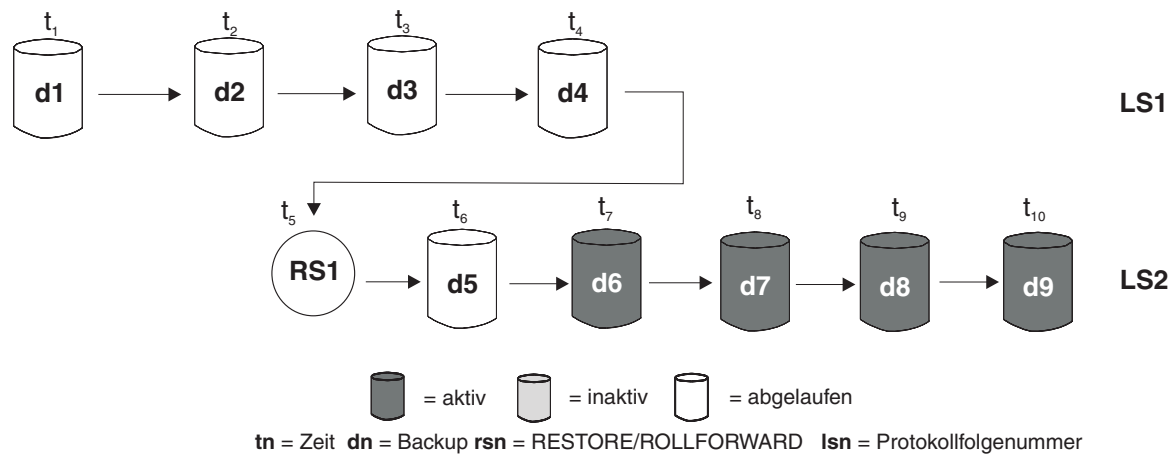 t₁ t₂ t₃ t₄
d1 d2 d3 d4 LS1
t₅ t₆ t₇ t₈ t₉ t₁₀
RS1 d5 d6 d7 d8 d9 LS2
= aktiv = inaktiv = abgelaufen
tn = Zeit dn = Backup rsn = RESTORE/ROLLFORWARD lsn = Protokollfolgenummer